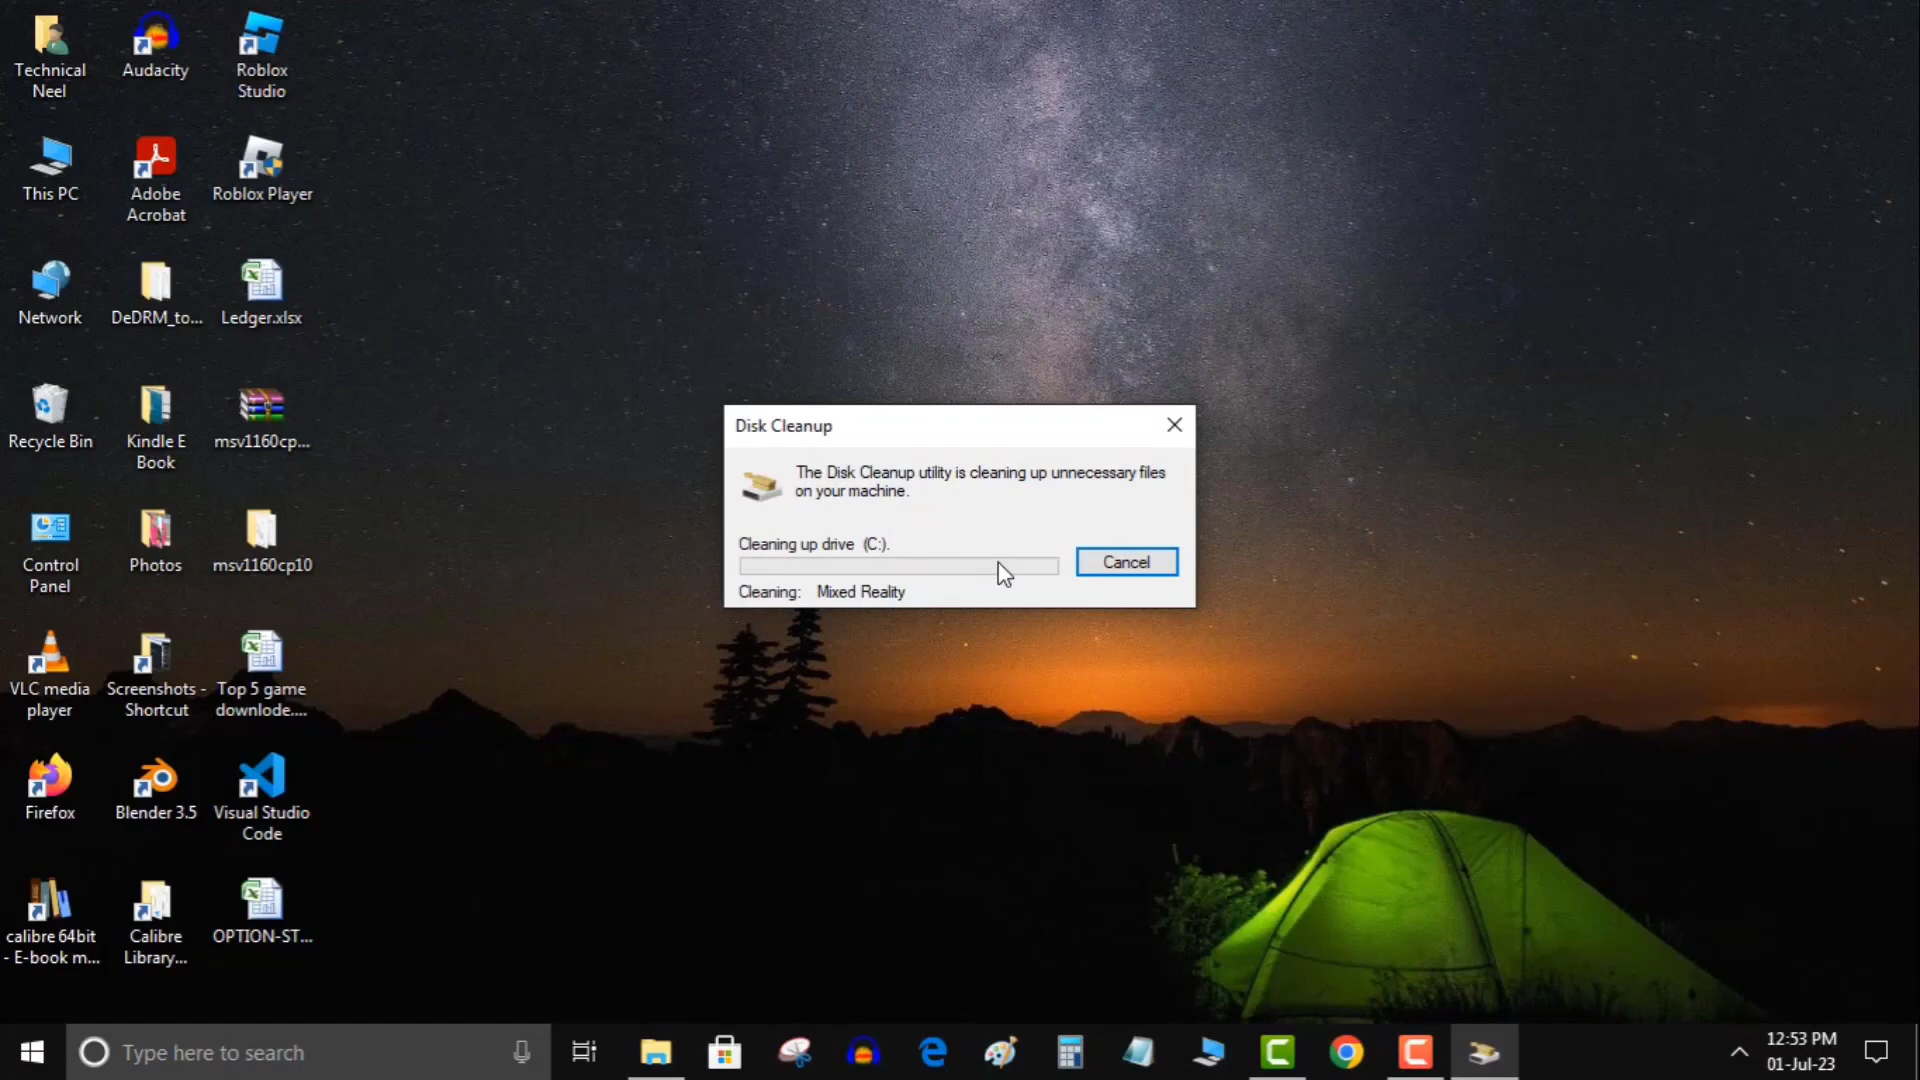 Technical
Neel
Audacity
Roblox
Studio
This PC
Adobe
Acrobat
Roblox Player
Network
DeDRM_to...
Ledger.xlsx
Recycle Bin
Kindle E
Book
msv1160cp...
Control
Panel
Photos
msv1160cp10
VLC media
player
Screenshots -
Shortcut
Top 5 game
downlode....
Firefox
Blender 3.5
Visual Studio
Code
calibre 64bit
- E-book m...
Calibre
Library...
OPTION-ST...
Disk Cleanup
The Disk Cleanup utility is cleaning up unnecessary files
on your machine.
Cleaning up drive (C:).
Cancel
Cleaning: Mixed Reality
Type here to search
12:53 PM
01-Jul-23